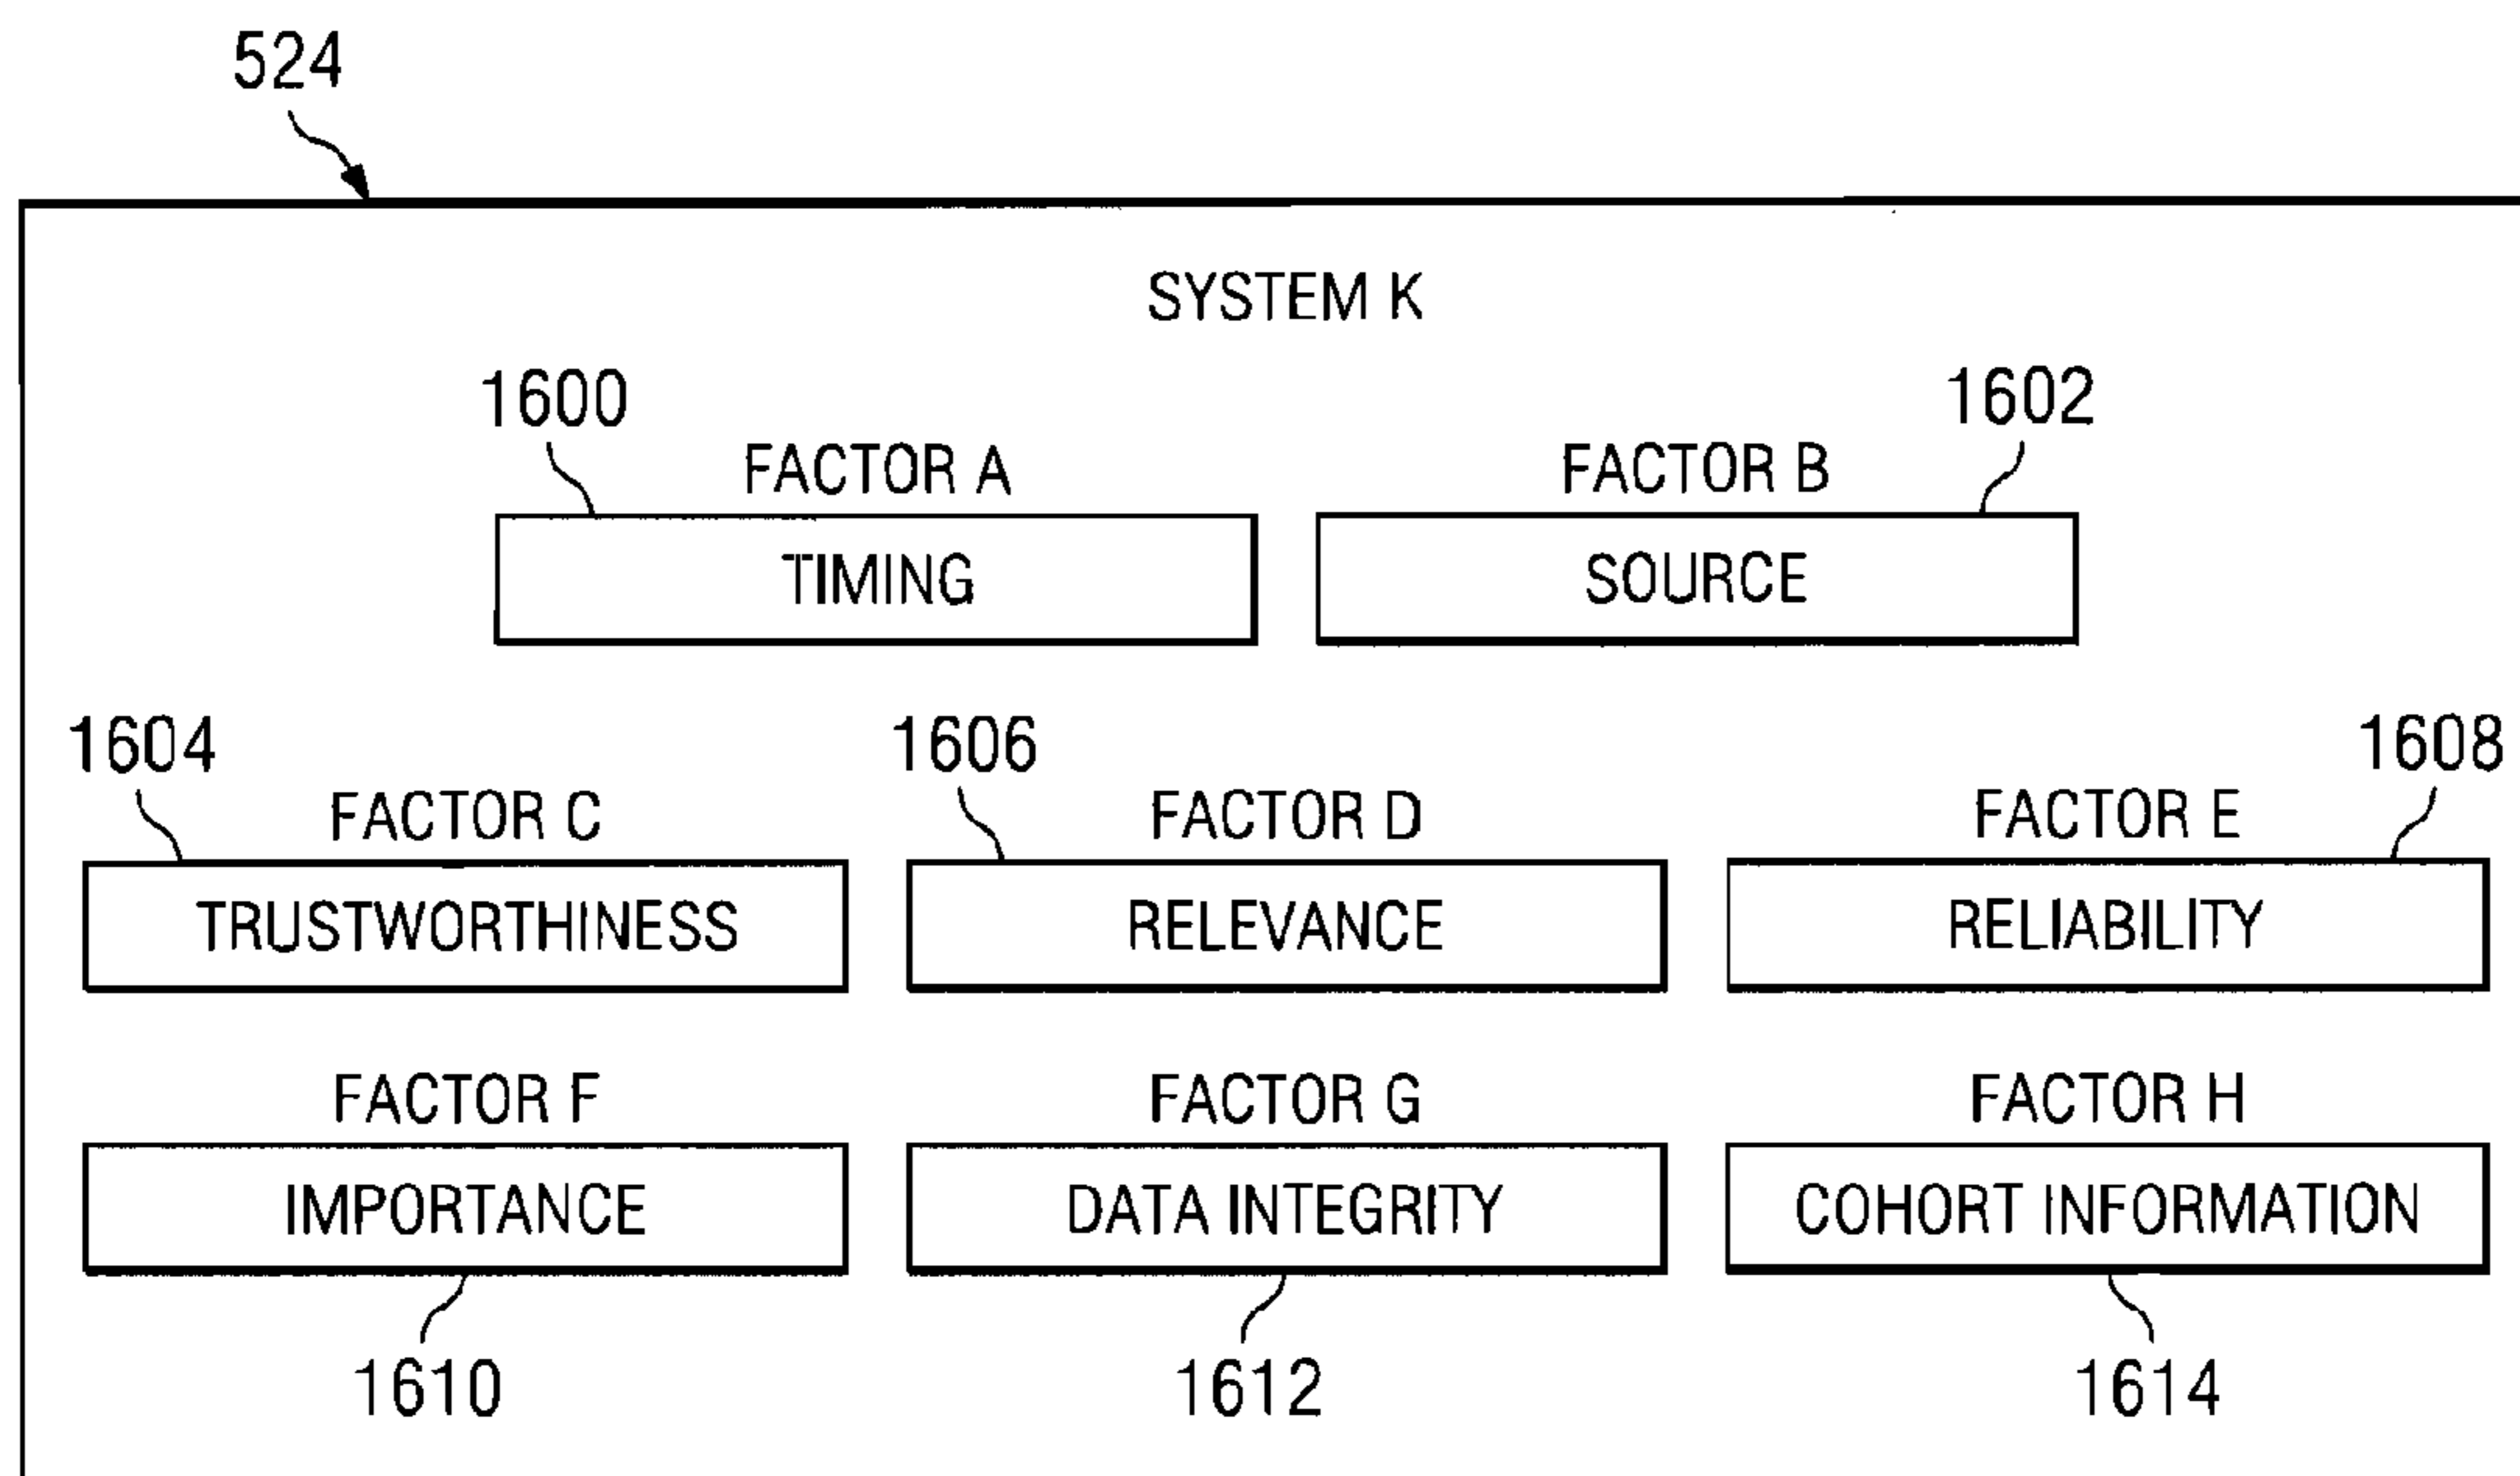 524
SYSTEM K
1600 1602
FACTOR A FACTOR B
TIMING SOURCE
1604 1606 1608
FACTOR C FACTOR D FACTOR E
TRUSTWORTHINESS RELEVANCE RELIABILITY
FACTOR F FACTOR G FACTOR H
IMPORTANCE DATA INTEGRITY COHORT INFORMATION
1610 1612 1614